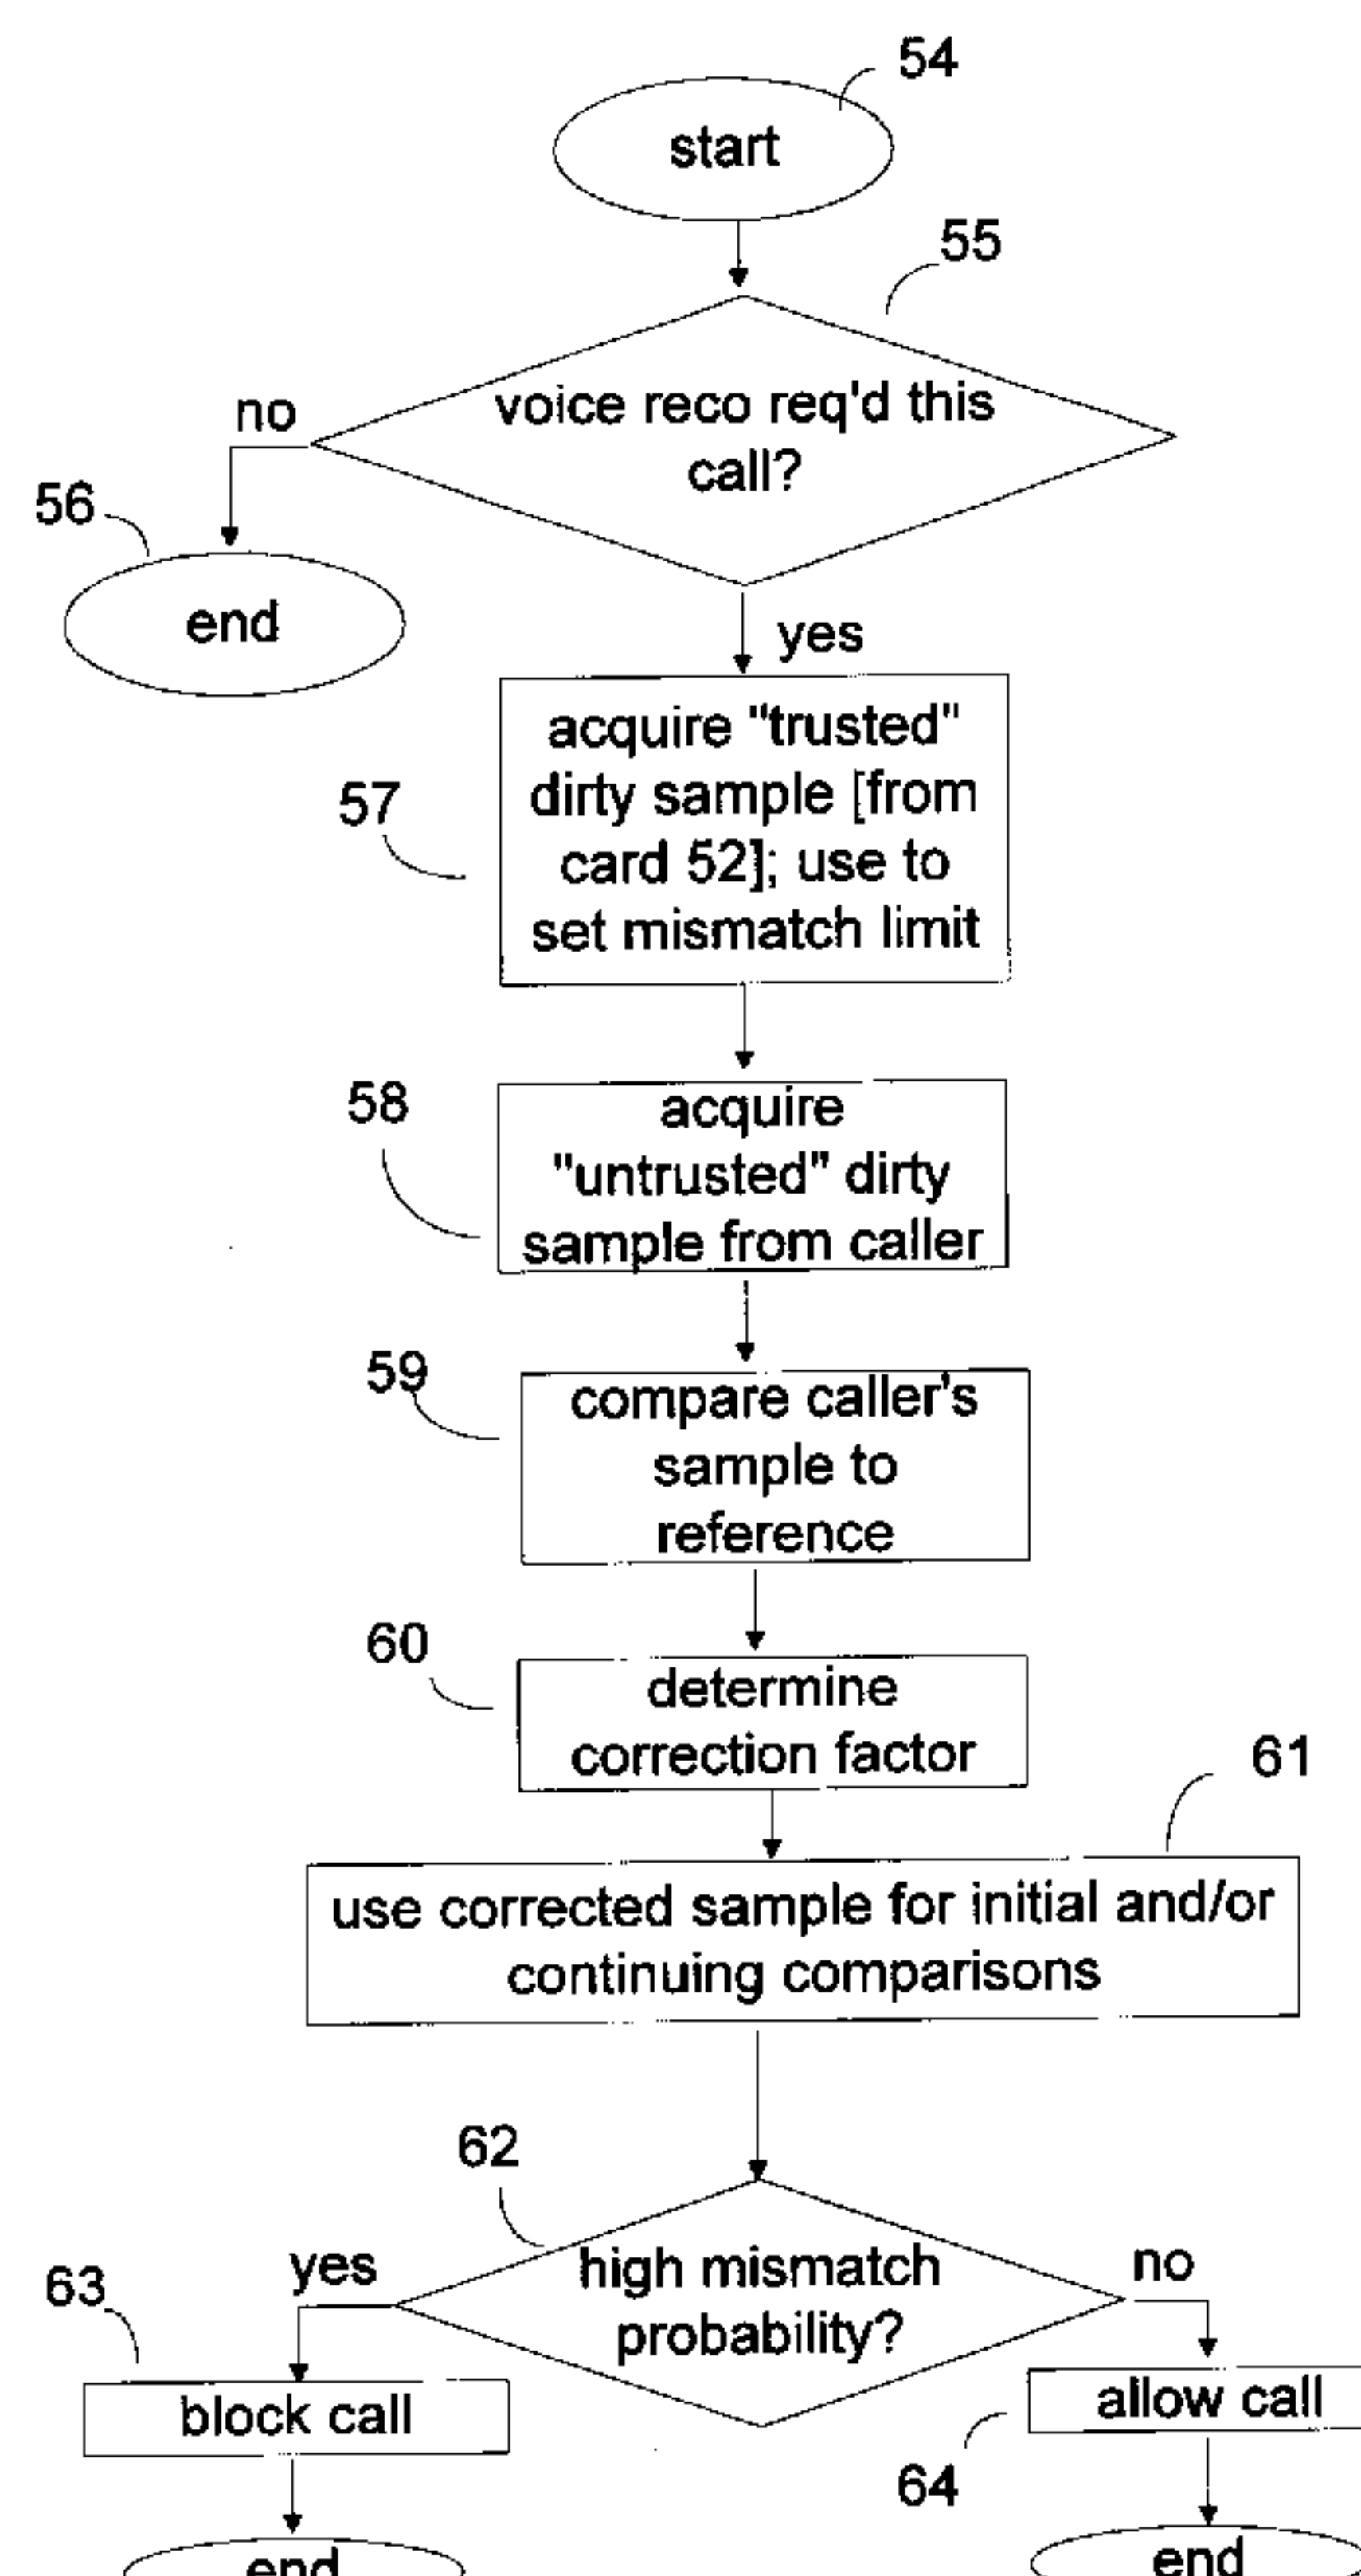 54
start
55
voice reco req'd this
call?
no
56
end
yes
57
acquire "trusted"
dirty sample [from
card 52]; use to
set mismatch limit
58
acquire
"untrusted" dirty
sample from caller
59
compare caller's
sample to
reference
60
determine
correction factor
61
use corrected sample for initial and/or
continuing comparisons
62
high mismatch
probability?
yes
no
63
block call
allow call
64
end
end